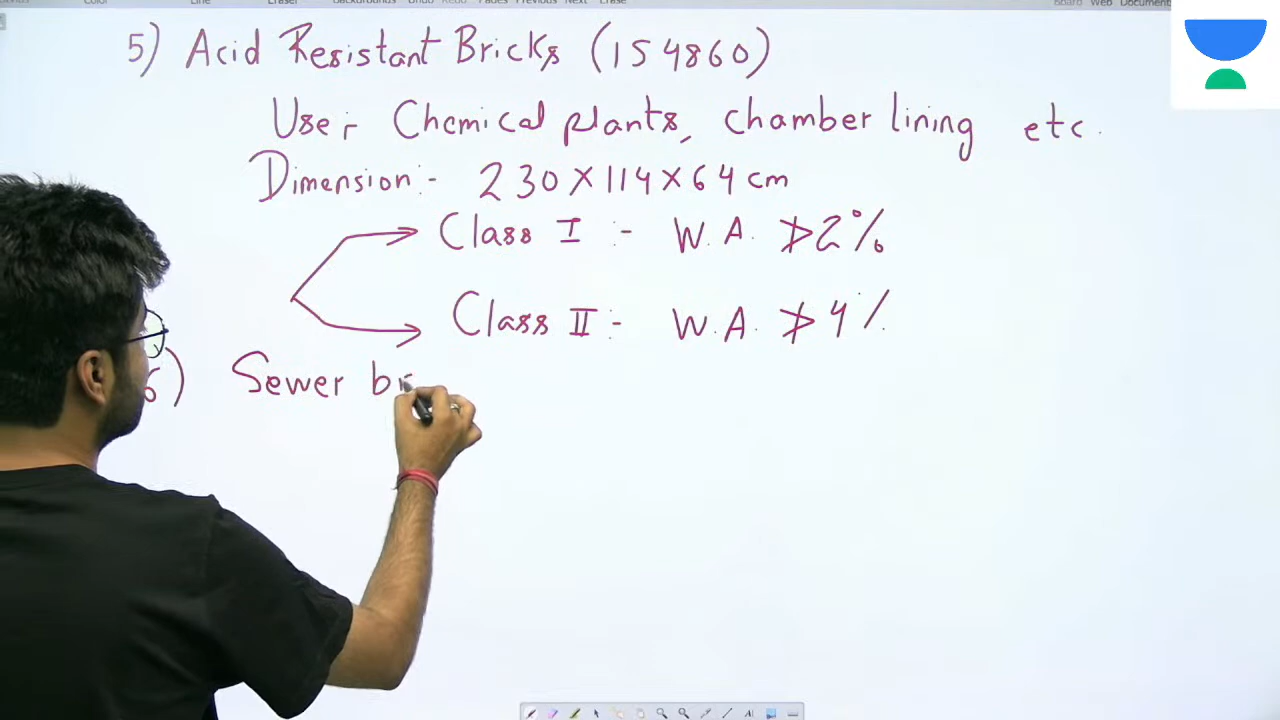 5) Acid Resistant Bricks (IS 4860)
Use:- Chemical plants, chamber lining etc.
Dimension:- 230 X 114 X 64 cm
Class I :- W.A. ≯ 2%
Class II :- W.A. ≯ 4%
6) Sewer br